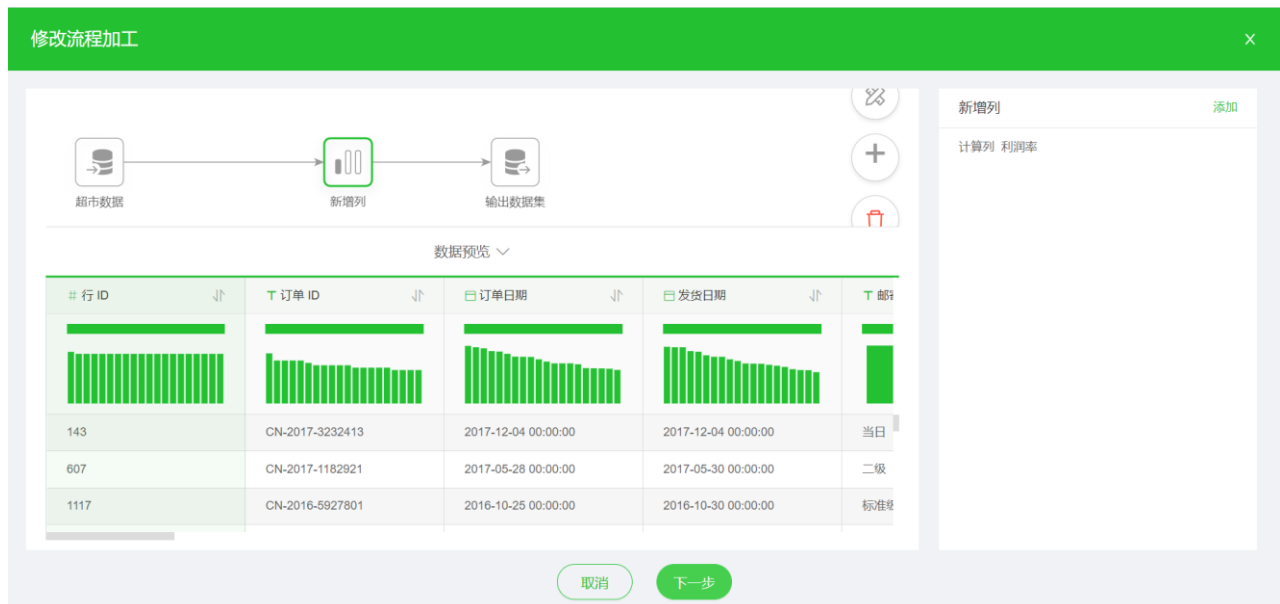 修改流程加工 X
新增列 添加
计算列 利润率
超市数据 新增列 输出数据集
数据预览
# 行 ID T 订单 ID 订单日期 发货日期 T 邮
143 CN-2017-3232413 2017-12-04 00:00:00 2017-12-04 00:00:00 当日
607 CN-2017-1182921 2017-05-28 00:00:00 2017-05-30 00:00:00 二级
1117 CN-2016-5927801 2016-10-25 00:00:00 2016-10-30 00:00:00 标准
取消 下一步